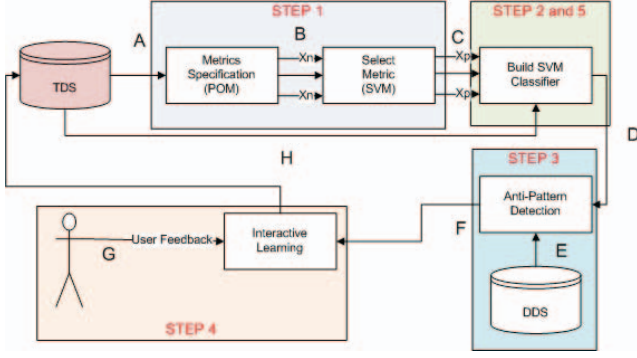 STEP 1
STEP 2 and 5
A
B
C
TDS
Metrics
Specification
(POM)
Xn
Xn
Select
Metric
(SVM)
Xp
Xp
Build SVM
Classifier
D
H
STEP 3
Anti-Pattern
Detection
F
E
DDS
G
User Feedback
Interactive
Learning
STEP 4